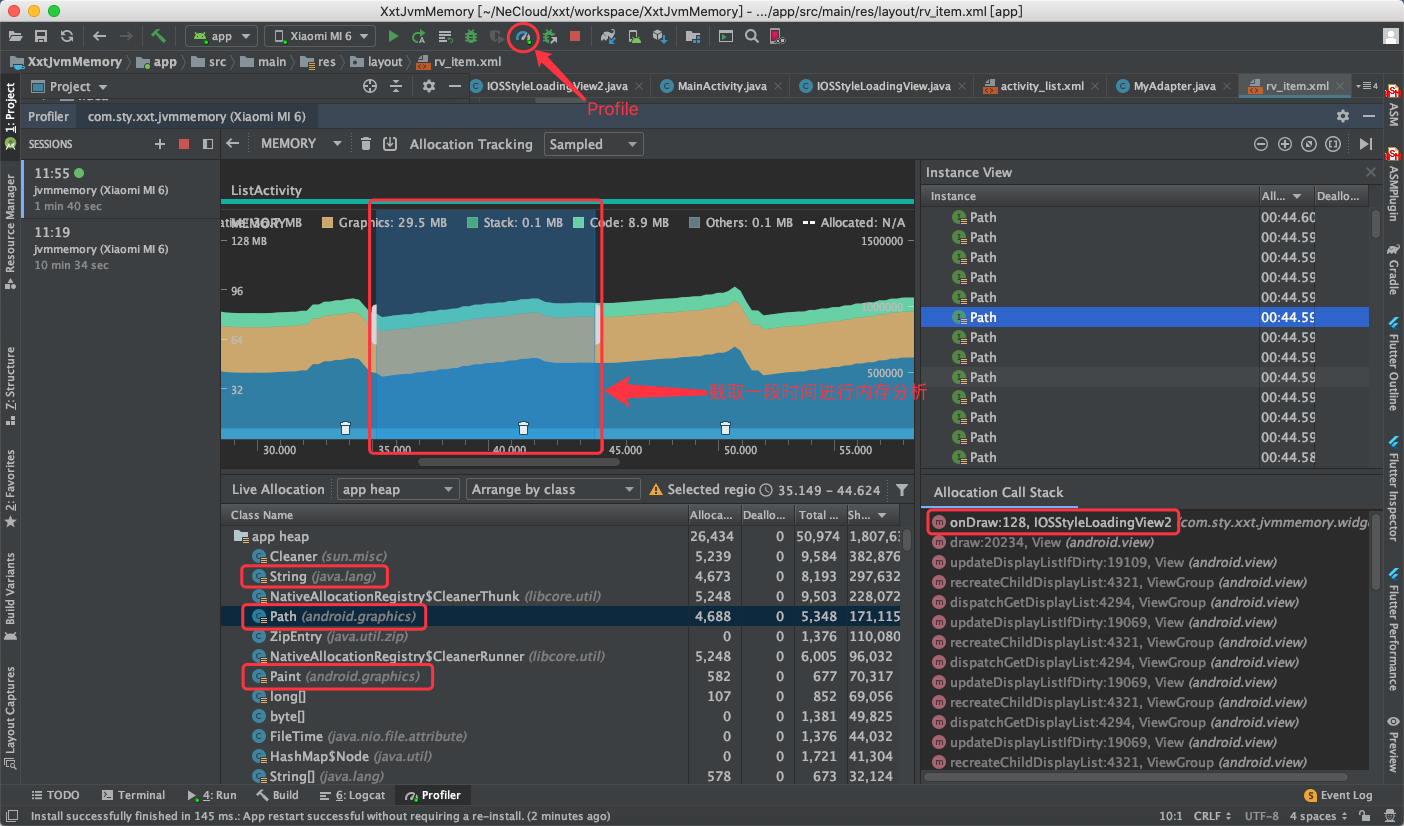 XxtJvmMemory [~/NeCloud/xxt/workspace/XxtJvmMemory] - .../app/src/main/res/layout/rv_item.xml [app]
app
Xiaomi MI 6
XxtJvmMemory
app
src
main
res
layout
rv_item.xml
Project
IOSStyleLoadingView2.java
MainActivity.java
IOSStyleLoadingView.java
activity_list.xml
MyAdapter.java
rv_item.xml
4
Profile
Profiler
com.sty.xxt.jvmmemory (Xiaomi MI 6)
SESSIONS
MEMORY
Allocation Tracking
Sampled
11:55
jvmmemory (Xiaomi MI 6)
1 min 40 sec
11:19
jvmmemory (Xiaomi MI 6)
10 min 34 sec
ListActivity
MEMORY
MB
Graphics: 29.5 MB
Stack: 0.1 MB
Code: 8.9 MB
Others: 0.1 MB
Allocated: N/A
128 MB
1500000
96
1000000
64
500000
32
截取一段时间进行内存分析
30.000
35.000
40.000
45.000
50.000
55.000
Live Allocation
app heap
Arrange by class
Selected regio
35.149 - 44.624
Class Name
Alloca...
Deallo...
Total ...
Sh...
app heap
26,434
0
50,974
Cleaner (sun.misc)
5,239
0
9,584
382,876
String (java.lang)
4,673
0
8,193
297,632
NativeAllocationRegistry$CleanerThunk (libcore.util)
5,248
0
9,503
228,072
Path (android.graphics)
4,688
0
5,348
171,115
ZipEntry (java.util.zip)
0
0
1,376
110,080
NativeAllocationRegistry$CleanerRunner (libcore.util)
5,248
0
6,005
96,032
Paint (android.graphics)
582
0
677
70,317
long[]
107
0
852
69,056
byte[]
0
0
1,381
49,825
FileTime (java.nio.file.attribute)
0
0
1,376
44,032
HashMap$Node (java.util)
0
0
1,721
41,304
String[] (java.lang)
578
0
673
32,124
Instance View
Instance
All...
Deallo...
Path
00:44.60
Path
00:44.59
Path
00:44.59
Path
00:44.59
Path
00:44.59
Path
00:44.59
Path
00:44.59
Path
00:44.59
Path
00:44.59
Path
00:44.59
Path
00:44.59
Path
00:44.59
Path
00:44.58
Allocation Call Stack
onDraw:128, IOSStyleLoadingView2 (com.sty.xxt.jvmmemory.widge
draw:20234, View (android.view)
updateDisplayListIfDirty:19109, View (android.view)
recreateChildDisplayList:4321, ViewGroup (android.view)
dispatchGetDisplayList:4294, ViewGroup (android.view)
updateDisplayListIfDirty:19069, View (android.view)
recreateChildDisplayList:4321, ViewGroup (android.view)
dispatchGetDisplayList:4294, ViewGroup (android.view)
updateDisplayListIfDirty:19069, View (android.view)
recreateChildDisplayList:4321, ViewGroup (android.view)
dispatchGetDisplayList:4294, ViewGroup (android.view)
updateDisplayListIfDirty:19069, View (android.view)
recreateChildDisplayList:4321, ViewGroup (android.view)
1: Project
Resource Manager
Z: Structure
2: Favorites
Build Variants
Layout Captures
ASM
ASMPlugin
Gradle
Flutter Outline
Flutter Inspector
Flutter Performance
Preview
TODO
Terminal
4: Run
Build
6: Logcat
Profiler
Event Log
Install successfully finished in 145 ms.: App restart successful without requiring a re-install. (2 minutes ago)
10:1
CRLF
UTF-8
4 spaces